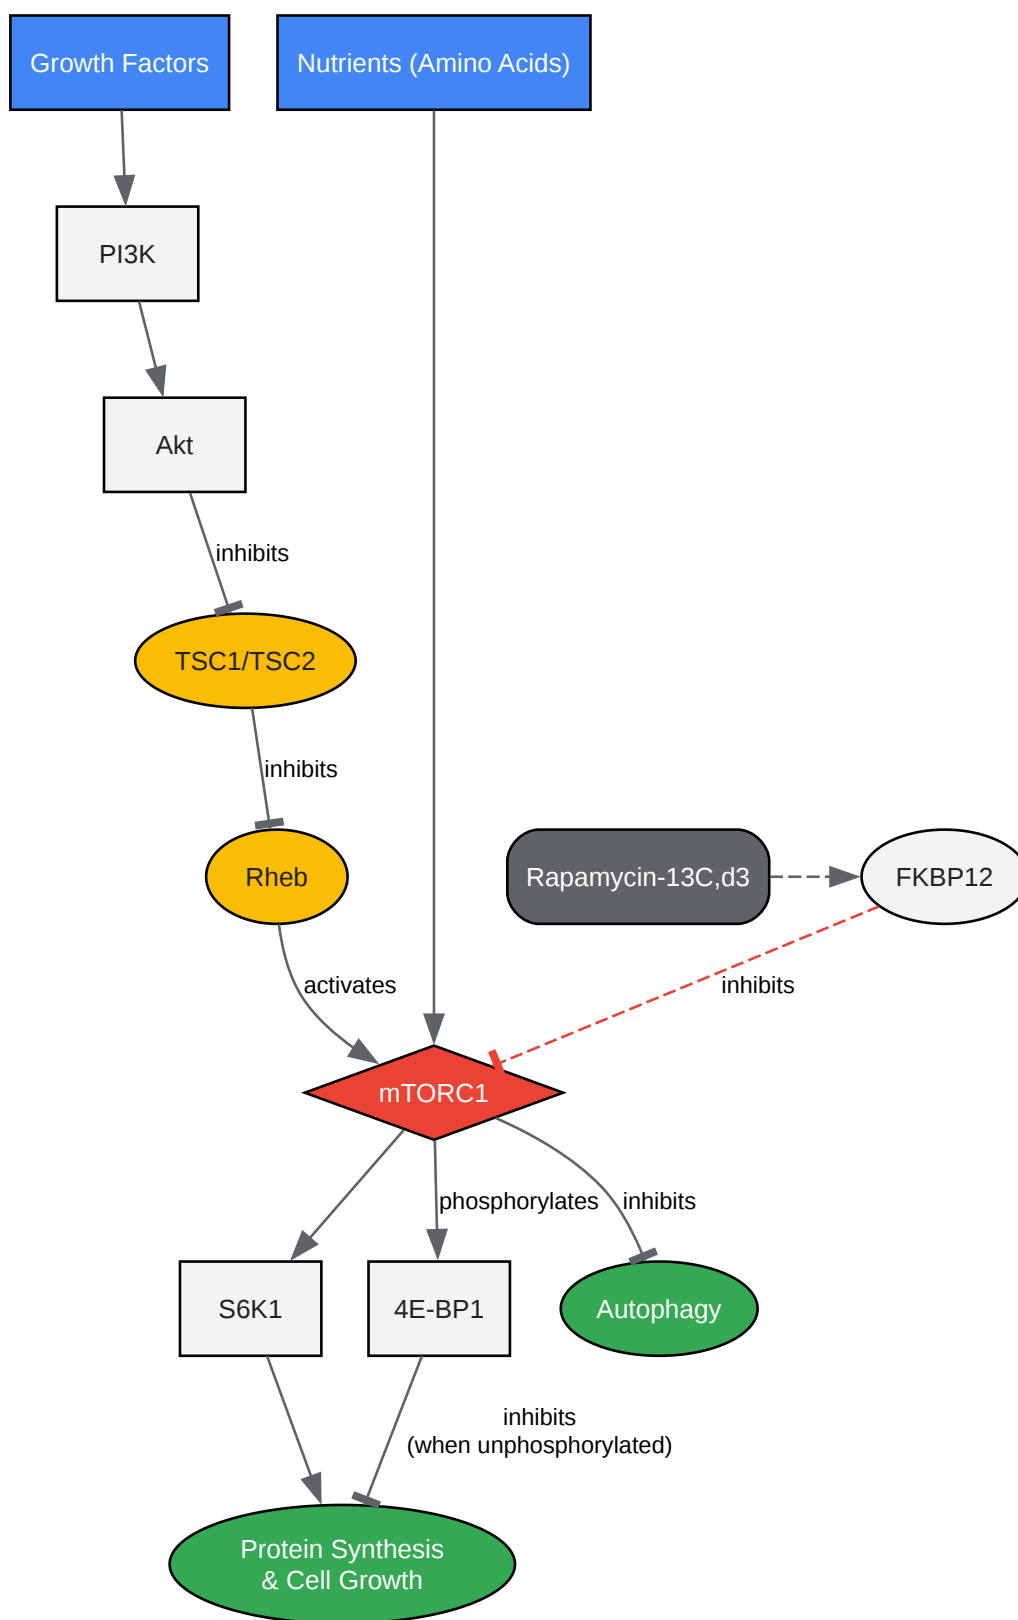 Growth Factors
Nutrients (Amino Acids)
PI3K
Akt
inhibits
TSC1/TSC2
inhibits
Rheb
Rapamycin-13C,d3
FKBP12
activates
inhibits
mTORC1
phosphorylates
inhibits
S6K1
4E-BP1
Autophagy
inhibits
(when unphosphorylated)
Protein Synthesis
& Cell Growth